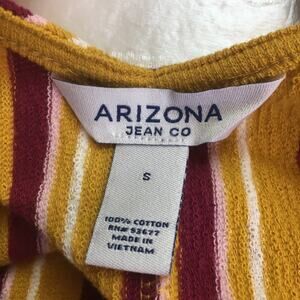 ARIZONA
JEAN CO
S
100% COTTON
RN# 93677
MADE IN
VIETNAM